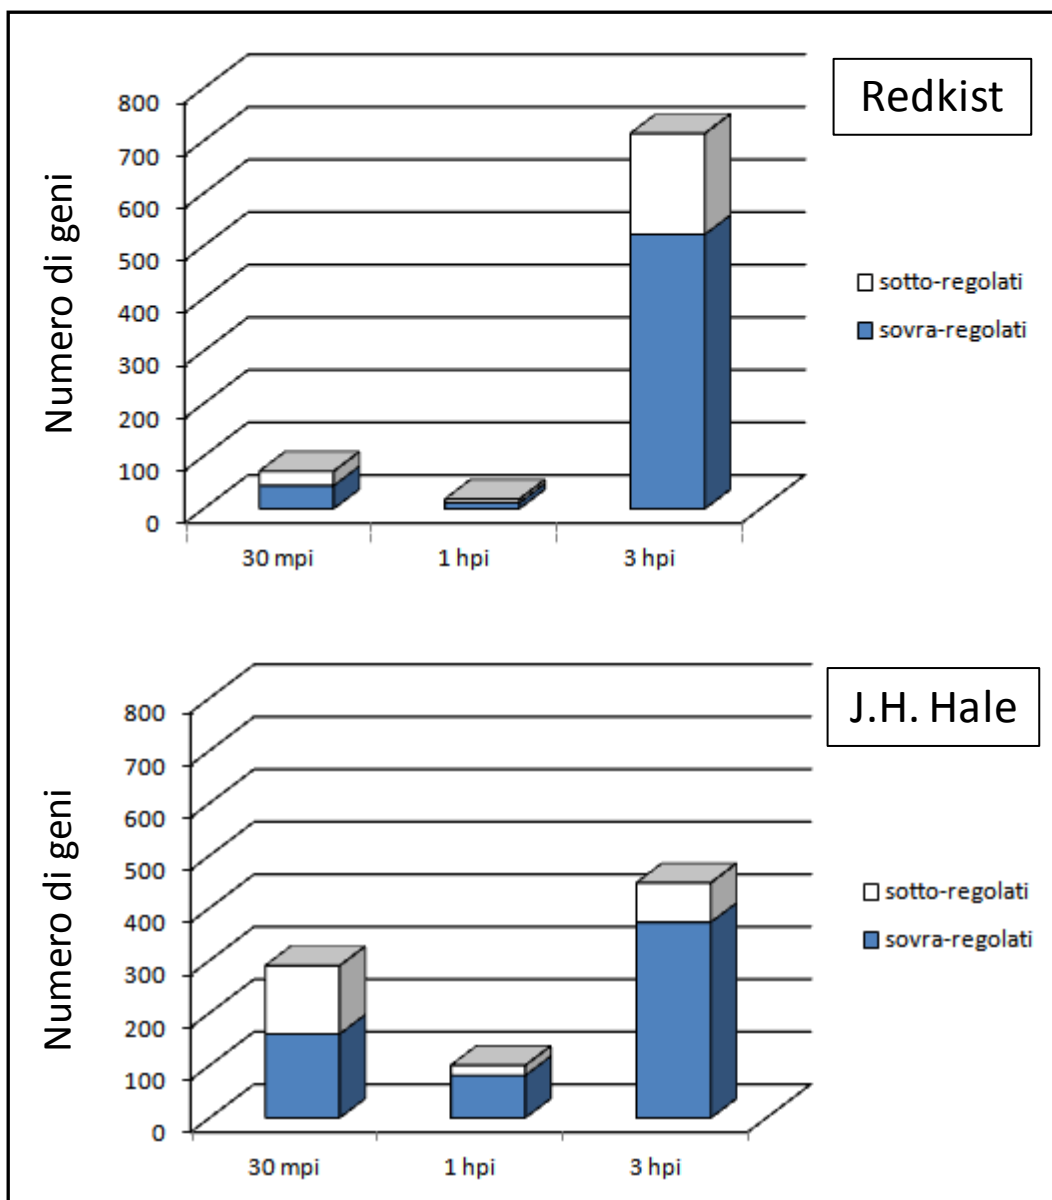 Redkist
Numero di geni
800
700
600
500
400
300
200
100
0
30 mpi
1 hpi
3 hpi
sotto-regolati
sovra-regolati
J.H. Hale
Numero di geni
800
700
600
500
400
300
200
100
0
30 mpi
1 hpi
3 hpi
sotto-regolati
sovra-regolati